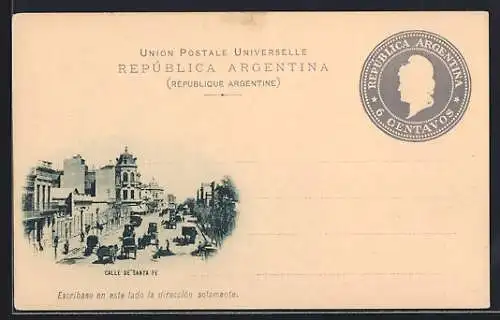 UNION POSTALE UNIVERSELLE
REPÚBLICA ARGENTINA
(RÉPUBLIQUE ARGENTINE)
REPÚBLICA ARGENTINA
* 6 CENTAVOS *
CALLE DE SANTA FE
Escríbase en este lado la dirección solamente.